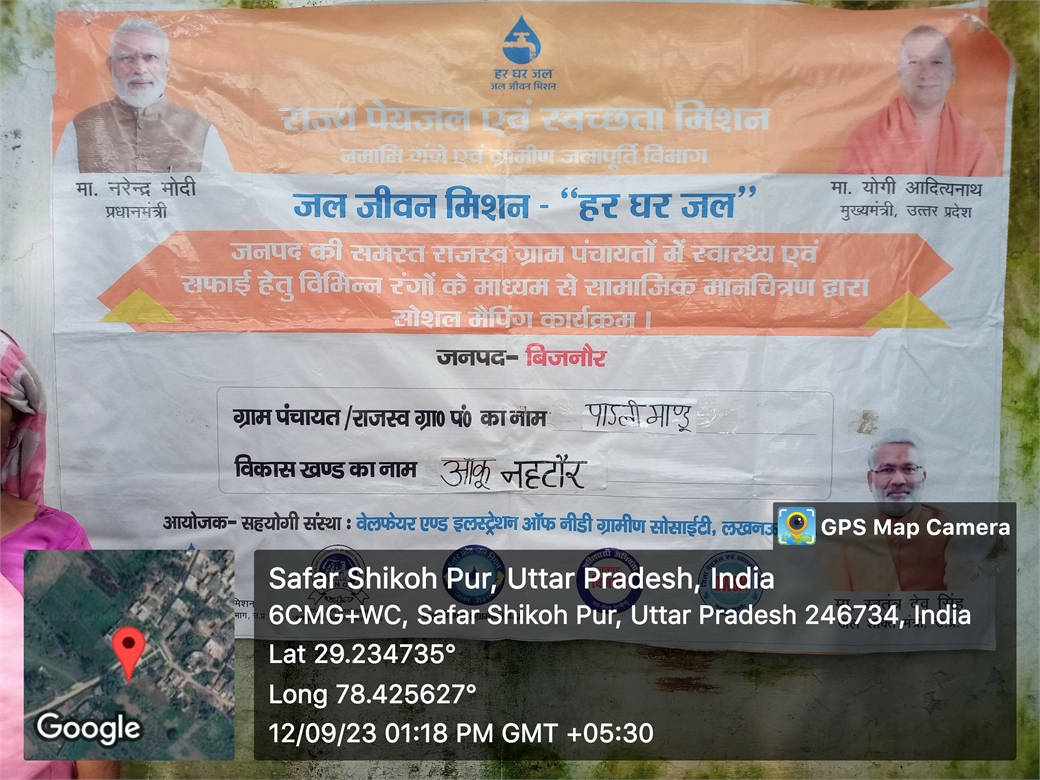 हर घर जल
जल जीवन मिशन
राज्य पेयजल एवं स्वच्छता मिशन
नमामि गंगे एवं ग्रामीण जलापूर्ति विभाग
मा. नरेन्द्र मोदी
प्रधानमंत्री
मा. योगी आदित्यनाथ
मुख्यमंत्री, उत्तर प्रदेश
जल जीवन मिशन - “हर घर जल”
जनपद की समस्त राजस्व ग्राम पंचायतों में स्वास्थ्य एवं
सफाई हेतु विभिन्न रंगों के माध्यम से सामाजिक मानचित्रण द्वारा
सोशल मैपिंग कार्यक्रम ।
जनपद- बिजनौर
ग्राम पंचायत /राजस्व ग्रा० पं० का नाम पाडली माण्डू
विकास खण्ड का नाम आंकू नहटौर
आयोजक- सहयोगी संस्था : वेलफेयर एण्ड इलस्ट्रेशन ऑफ नीडी ग्रामीण सोसाईटी, लखनऊ
GPS Map Camera
Safar Shikoh Pur, Uttar Pradesh, India
6CMG+WC, Safar Shikoh Pur, Uttar Pradesh 246734, India
Lat 29.234735°
Long 78.425627°
12/09/23 01:18 PM GMT +05:30
Google